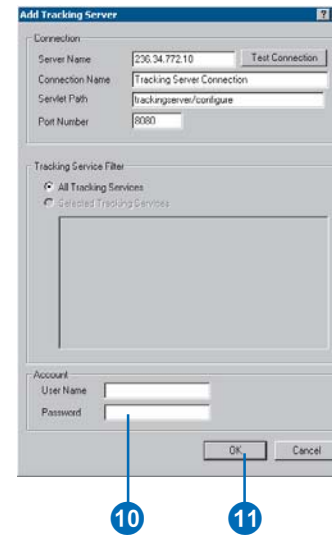 Add Tracking Server ?
Connection
Server Name 236.34.772.10 Test Connection
Connection Name Tracking Server Connection
Servlet Path trackingserver/configure
Port Number 8080
Tracking Service Filter
All Tracking Services
Selected Tracking Services
Account
User Name
Password
OK Cancel
10 11